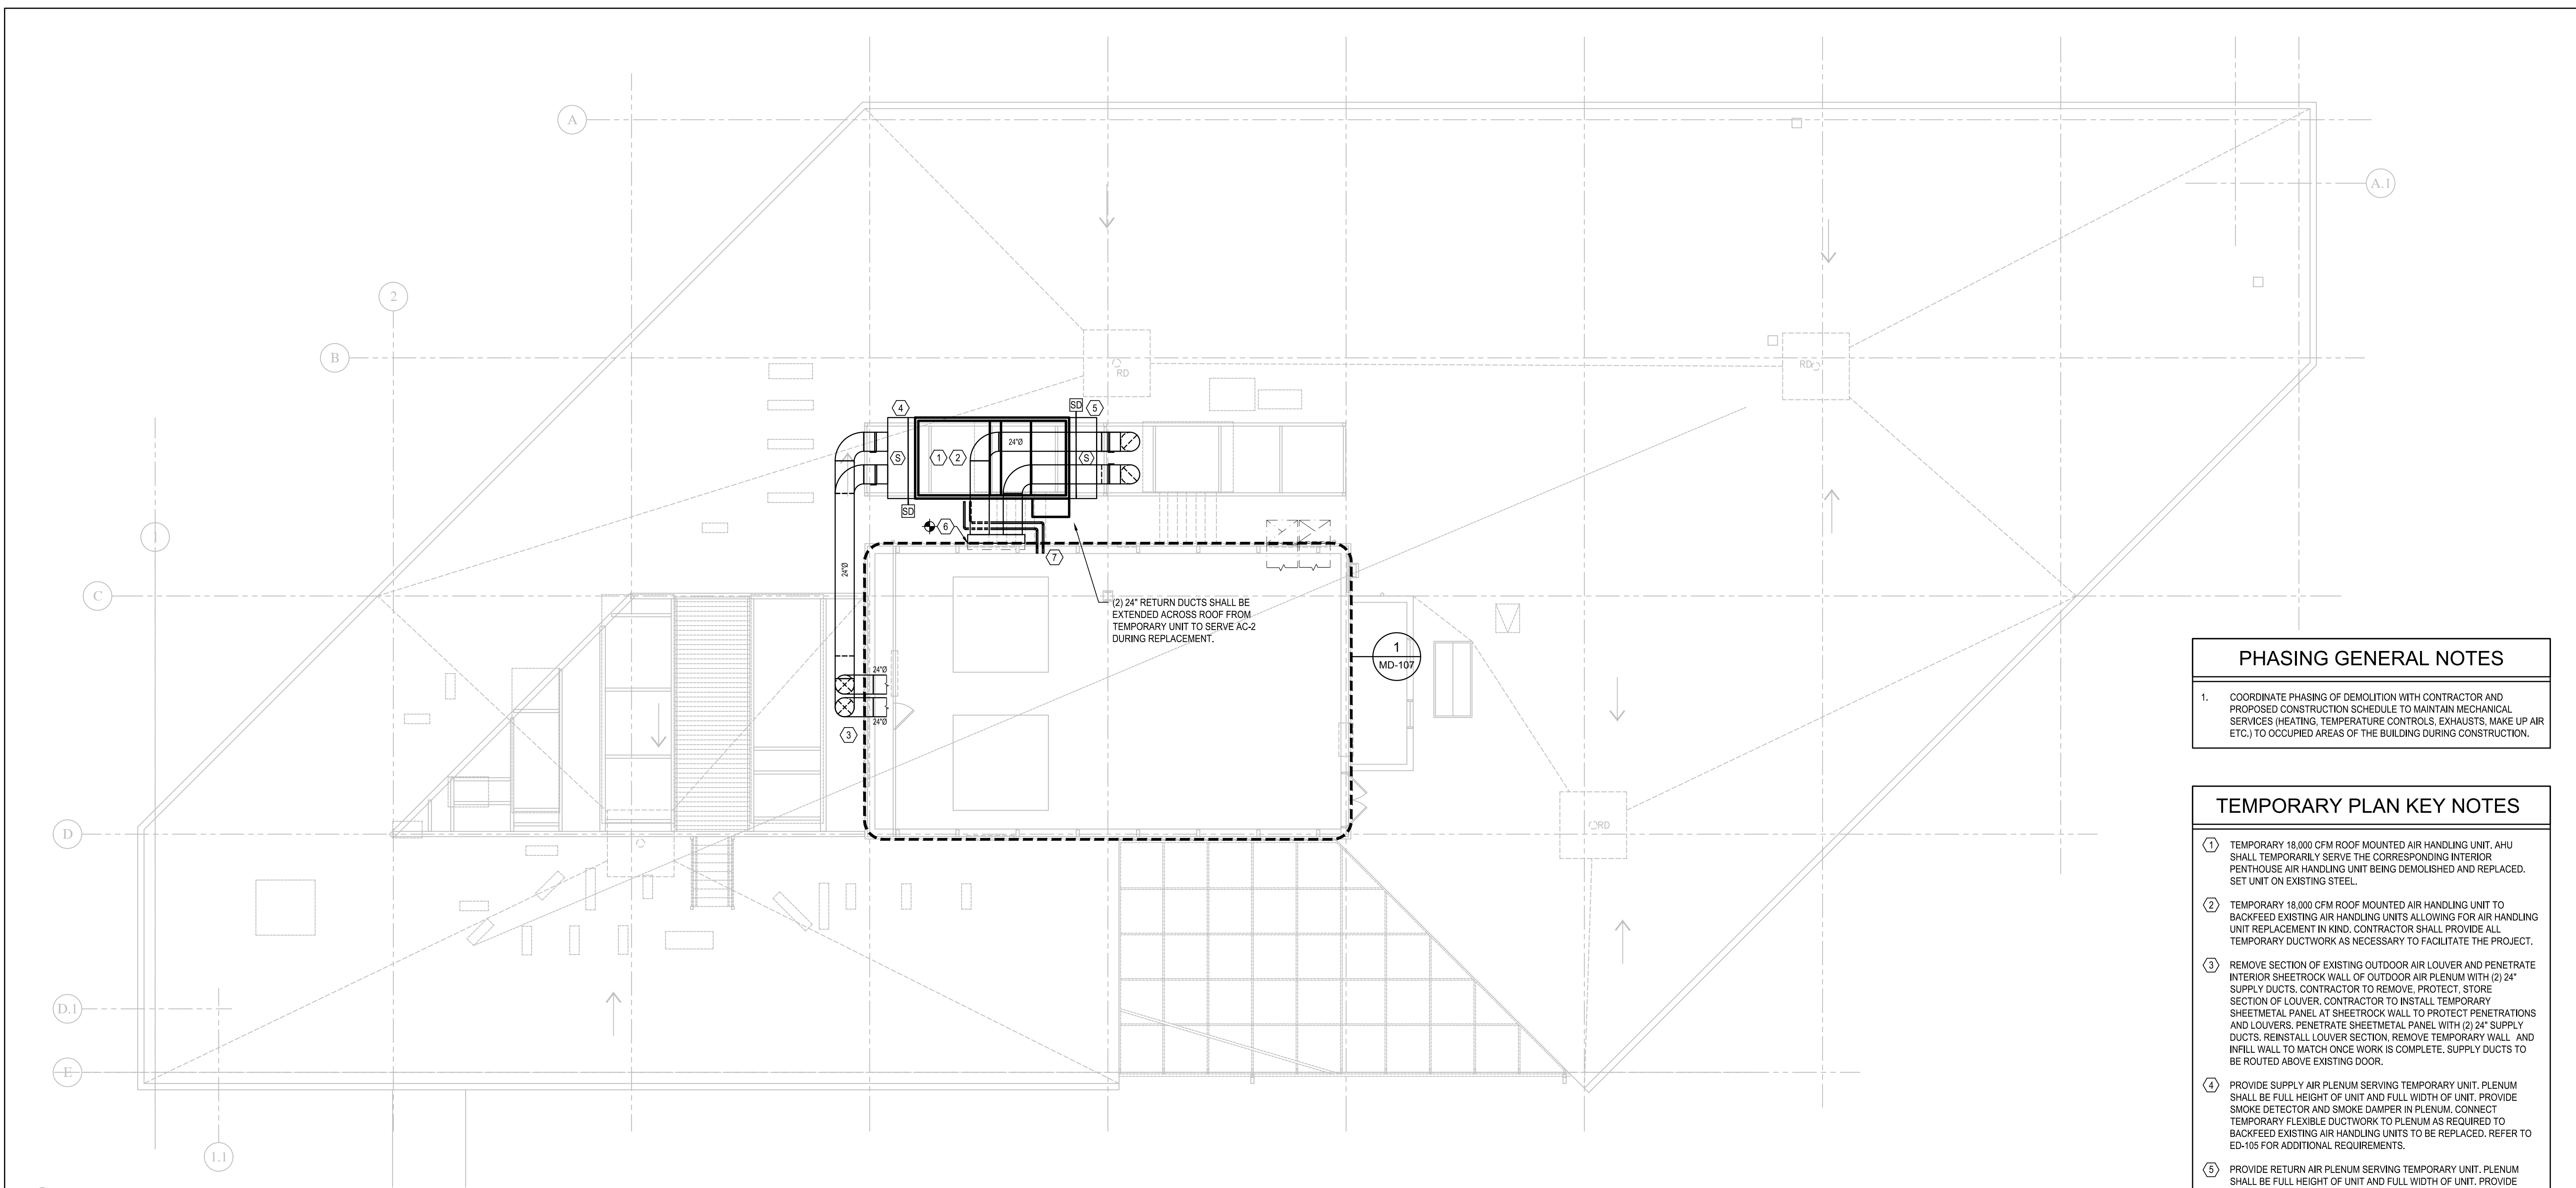 A
A.1
2
B
RD
RD
4
SD
5
24"Ø
S
1
2
S
SD
6
7
1
24"Ø
C
(2) 24" RETURN DUCTS SHALL BE
EXTENDED ACROSS ROOF FROM
TEMPORARY UNIT TO SERVE AC-2
DURING REPLACEMENT.
1
MD-107
24"Ø
24"Ø
3
D
RD
D.1
E
1.1
PHASING GENERAL NOTES
1. COORDINATE PHASING OF DEMOLITION WITH CONTRACTOR AND
PROPOSED CONSTRUCTION SCHEDULE TO MAINTAIN MECHANICAL
SERVICES (HEATING, TEMPERATURE CONTROLS, EXHAUSTS, MAKE UP AIR
ETC.) TO OCCUPIED AREAS OF THE BUILDING DURING CONSTRUCTION.
TEMPORARY PLAN KEY NOTES
1 TEMPORARY 18,000 CFM ROOF MOUNTED AIR HANDLING UNIT. AHU
SHALL TEMPORARILY SERVE THE CORRESPONDING INTERIOR
PENTHOUSE AIR HANDLING UNIT BEING DEMOLISHED AND REPLACED.
SET UNIT ON EXISTING STEEL.
2 TEMPORARY 18,000 CFM ROOF MOUNTED AIR HANDLING UNIT TO
BACKFEED EXISTING AIR HANDLING UNITS ALLOWING FOR AIR HANDLING
UNIT REPLACEMENT IN KIND. CONTRACTOR SHALL PROVIDE ALL
TEMPORARY DUCTWORK AS NECESSARY TO FACILITATE THE PROJECT.
3 REMOVE SECTION OF EXISTING OUTDOOR AIR LOUVER AND PENETRATE
INTERIOR SHEETROCK WALL OF OUTDOOR AIR PLENUM WITH (2) 24"
SUPPLY DUCTS. CONTRACTOR TO REMOVE, PROTECT, STORE
SECTION OF LOUVER. CONTRACTOR TO INSTALL TEMPORARY
SHEETMETAL PANEL AT SHEETROCK WALL TO PROTECT PENETRATIONS
AND LOUVERS. PENETRATE SHEETMETAL PANEL WITH (2) 24" SUPPLY
DUCTS. REINSTALL LOUVER SECTION, REMOVE TEMPORARY WALL AND
INFILL WALL TO MATCH ONCE WORK IS COMPLETE. SUPPLY DUCTS TO
BE ROUTED ABOVE EXISTING DOOR.
4 PROVIDE SUPPLY AIR PLENUM SERVING TEMPORARY UNIT. PLENUM
SHALL BE FULL HEIGHT OF UNIT AND FULL WIDTH OF UNIT. PROVIDE
SMOKE DETECTOR AND SMOKE DAMPER IN PLENUM. CONNECT
TEMPORARY FLEXIBLE DUCTWORK TO PLENUM AS REQUIRED TO
BACKFEED EXISTING AIR HANDLING UNITS TO BE REPLACED. REFER TO
ED-105 FOR ADDITIONAL REQUIREMENTS.
5 PROVIDE RETURN AIR PLENUM SERVING TEMPORARY UNIT. PLENUM
SHALL BE FULL HEIGHT OF UNIT AND FULL WIDTH OF UNIT. PROVIDE